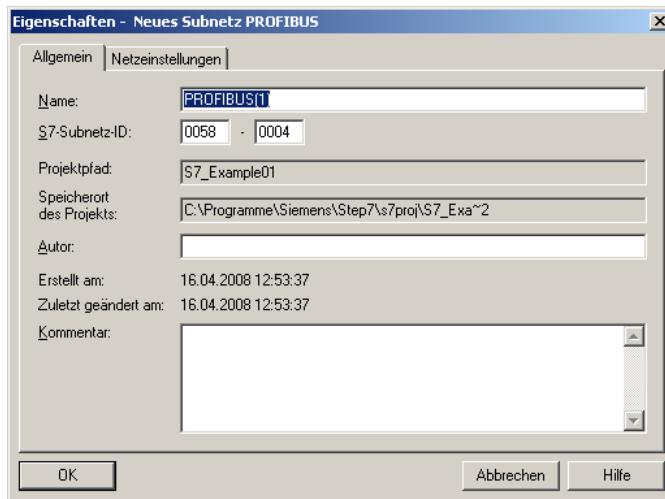 Eigenschaften - Neues Subnetz PROFIBUS
Allgemein Netzeinstellungen
Name: PROFIBUS(1)
S7-Subnetz-ID: 0058 - 0004
Projektpfad: S7_Example01
Speicherort
des Projekts: C:\Programme\Siemens\Step7\s7proj\S7_Exa~2
Autor:
Erstellt am: 16.04.2008 12:53:37
Zuletzt geändert am: 16.04.2008 12:53:37
Kommentar:
OK Abbrechen Hilfe